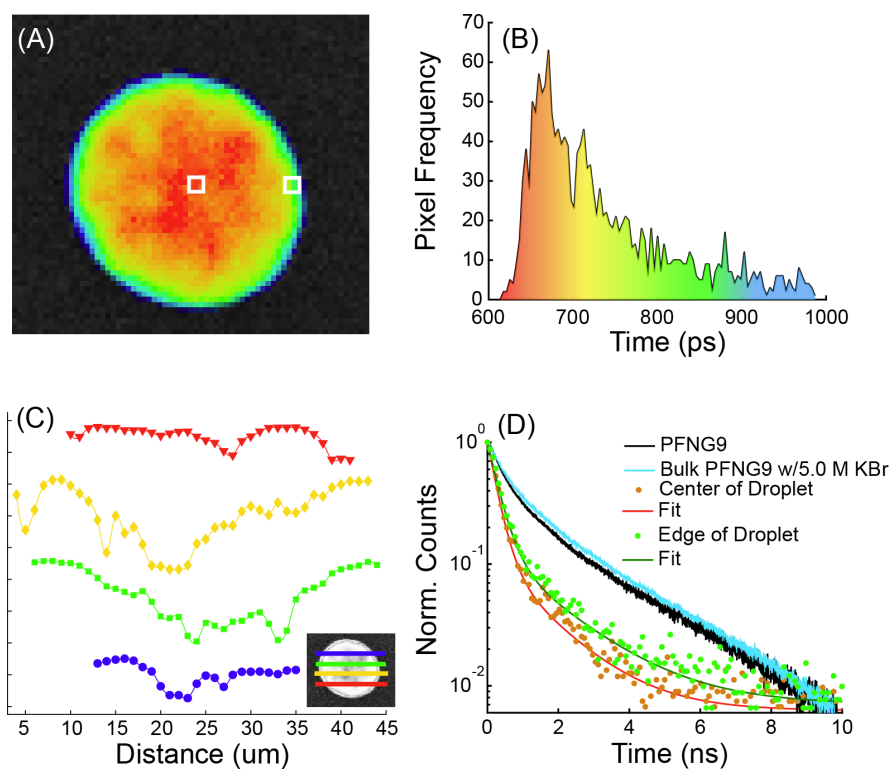 (A)
(B)
Pixel Frequency
70
60
50
40
30
20
10
0
600
700
800
900
1000
Time (ps)
(C)
5
10
15
20
25
30
35
40
45
Distance (um)
(D)
Norm. Counts
10⁰
10⁻¹
10⁻²
PFNG9
Bulk PFNG9 w/5.0 M KBr
Center of Droplet
Fit
Edge of Droplet
Fit
0
2
4
6
8
10
Time (ns)